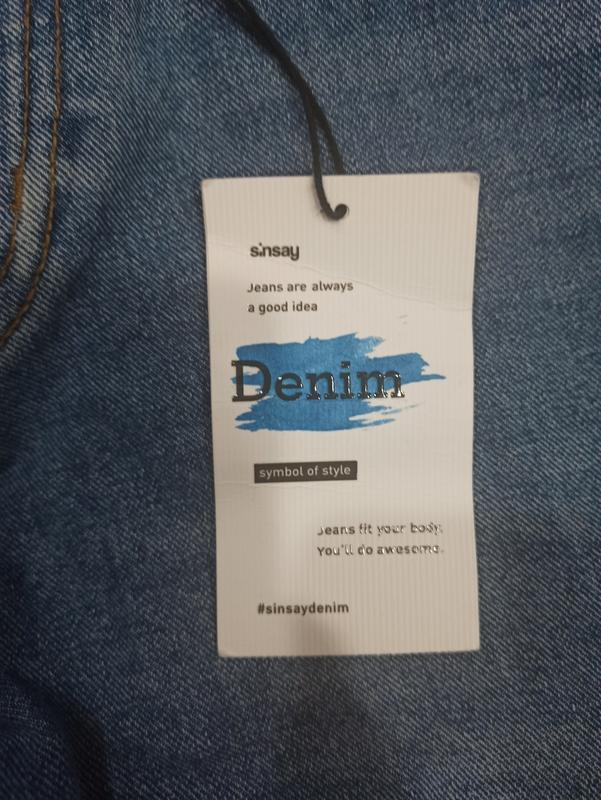 sinsay
Jeans are always
a good idea
Denim
symbol of style
Jeans fit your body.
You'll do awesome.
#sinsaydenim